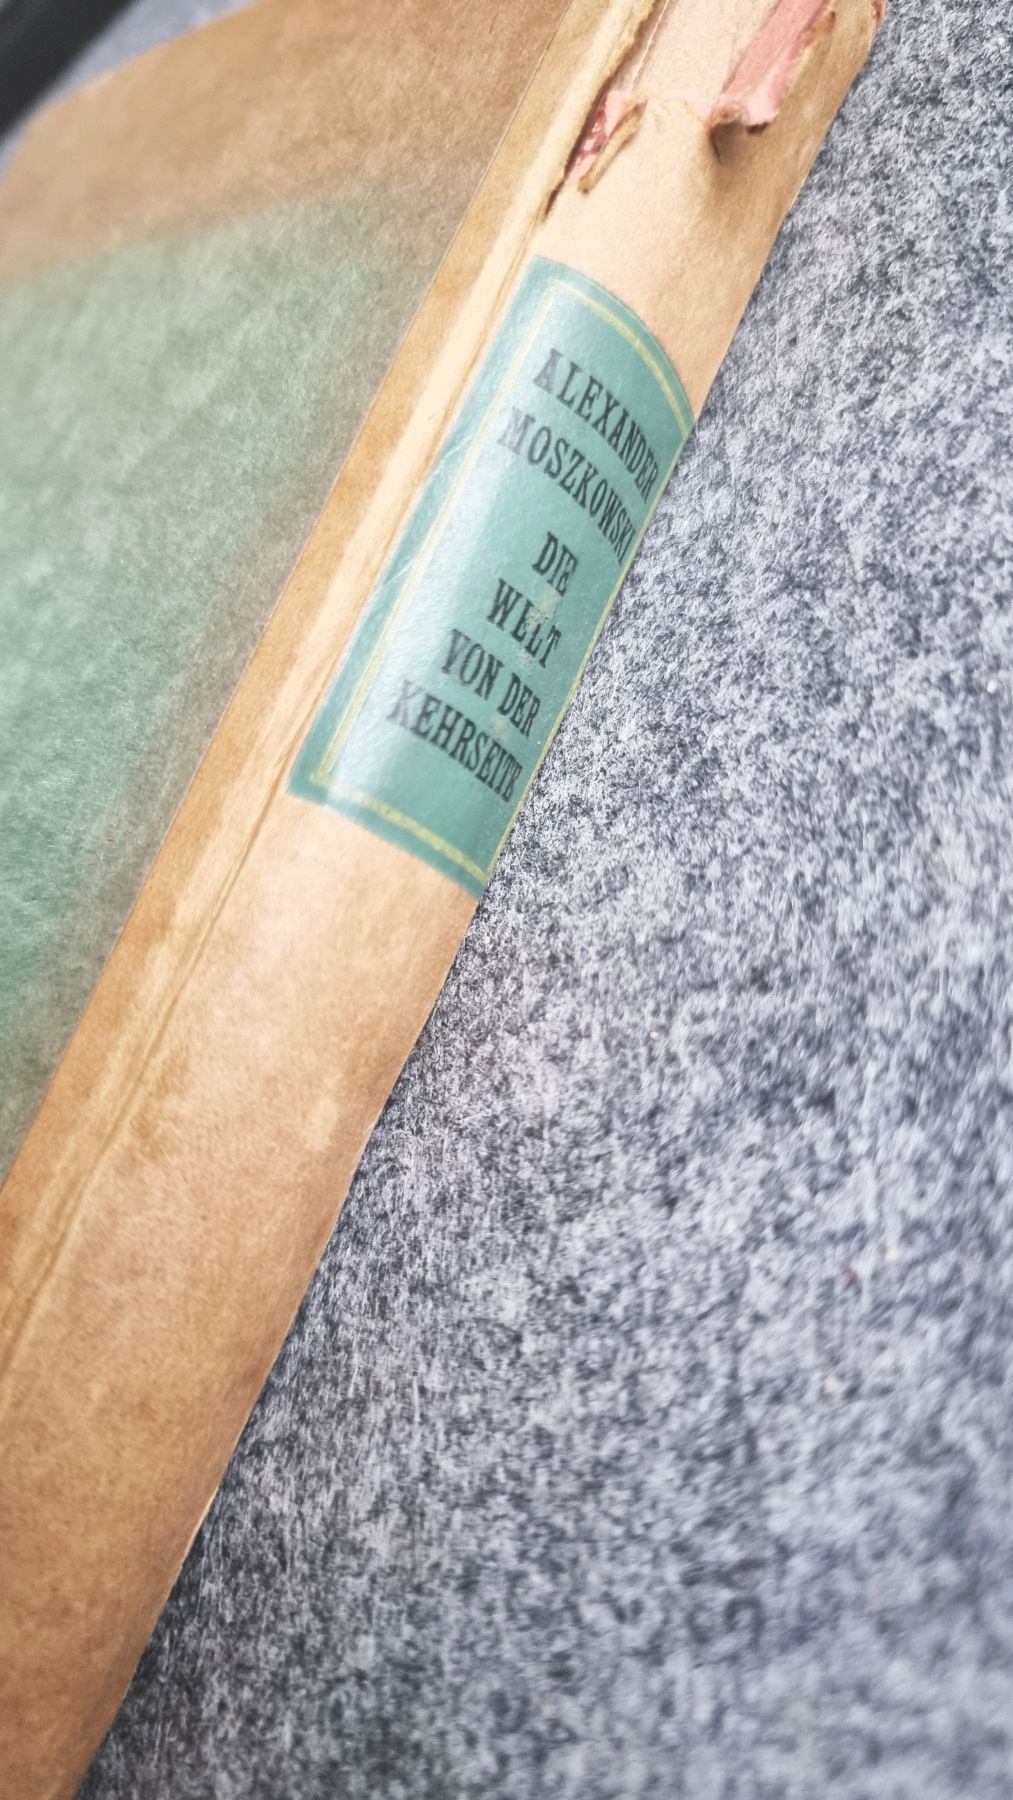 ALEXANDER
MOSZKOWSKI
DIE
WELT
VON DER
KEHRSEITE